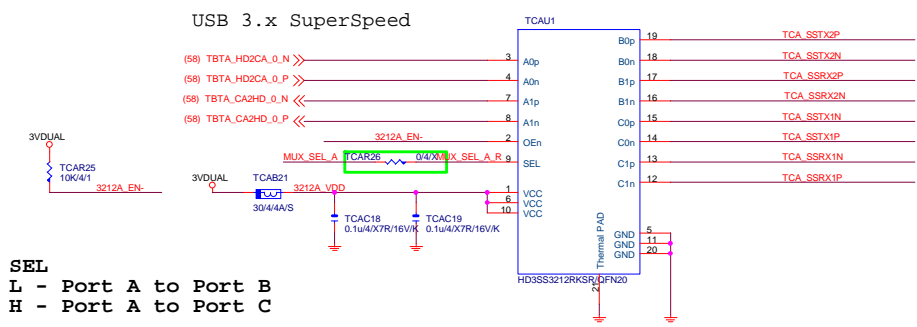 USB 3.x SuperSpeed
TCAU1
(58) TBTA_HD2CA_0_N 3 A0p B0p 19 TCA_SSTX2P
(58) TBTA_HD2CA_0_P 4 A0n B0n 18 TCA_SSTX2N
(58) TBTA_CA2HD_0_N 7 A1p B1p 17 TCA_SSRX2P
(58) TBTA_CA2HD_0_P 8 A1n B1n 16 TCA_SSRX2N
C0p 15 TCA_SSTX1N
3212A_EN- 2 OEn C0n 14 TCA_SSTX1P
MUX_SEL_A TCAR26 0/4/X MUX_SEL_A_R 9 SEL C1p 13 TCA_SSRX1N
C1n 12 TCA_SSRX1P
3VDUAL
TCAR25
10K/4/1
3212A_EN-
3VDUAL TCAB21 3212A_VDD 1 VCC
30/4/4A/S
6 VCC
10 VCC
TCAC18
0.1u/4/X7R/16V/K
TCAC19
0.1u/4/X7R/16V/K
Thermal PAD
GND 5
GND 11
GND 20
21
HD3SS3212RKSR/QFN20
SEL
L - Port A to Port B
H - Port A to Port C